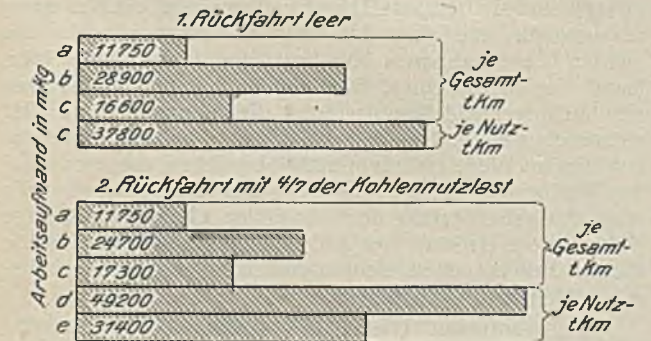 1. Rückfahrt leer
Arbeitsaufwand in mkg
a 11750
b 28900
c 16600
c 37800
je
Gesamt-
tkm
je Nutz-
tkm
2. Rückfahrt mit 4/7 der Kohlennutzlast
a 11750
b 24700
c 17300
d 49200
e 31400
je
Gesamt-
tkm
je Nutz-
tkm